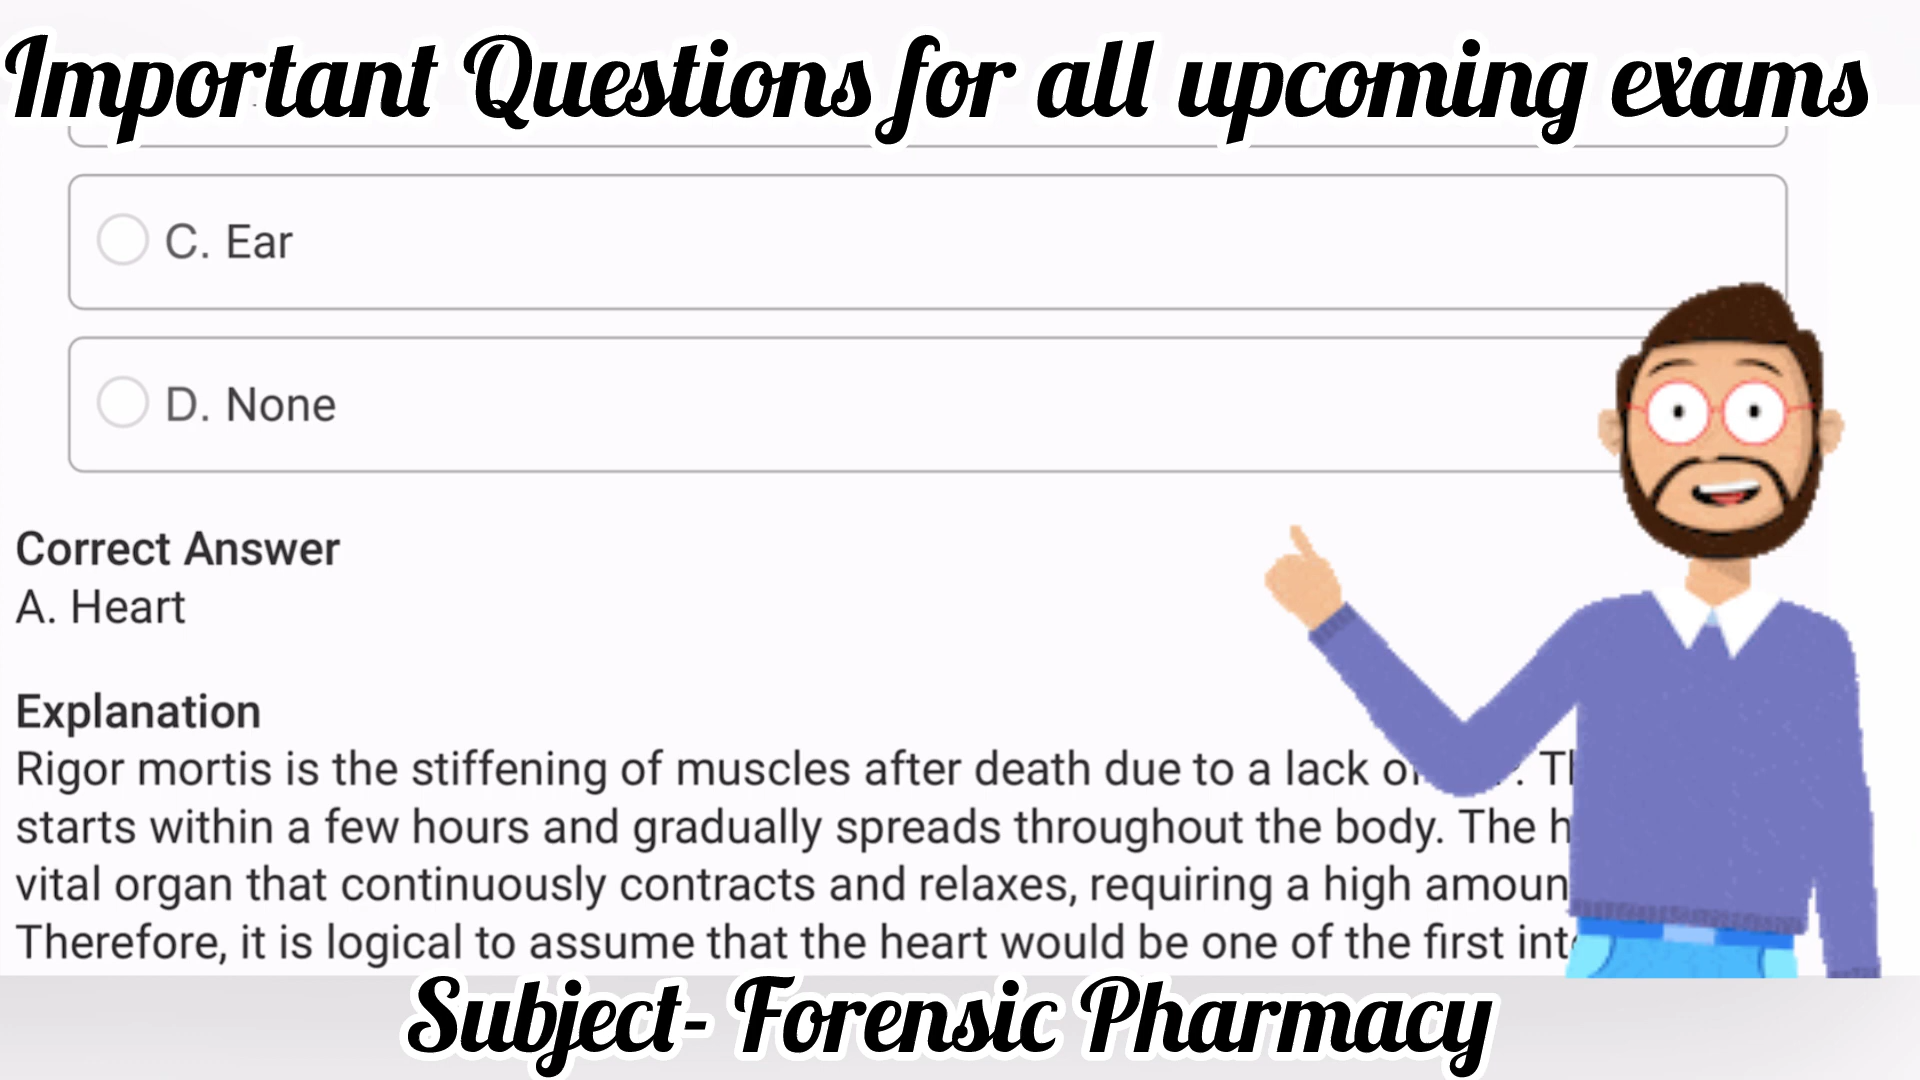 Important Questions for all upcoming exams
C. Ear
D. None
Correct Answer
A. Heart
Explanation
Rigor mortis is the stiffening of muscles after death due to a lack
starts within a few hours and gradually spreads throughout the body. The
vital organ that continuously contracts and relaxes, requiring a high
Therefore, it is logical to assume that the heart would be one of the first
Subject- Forensic Pharmacy